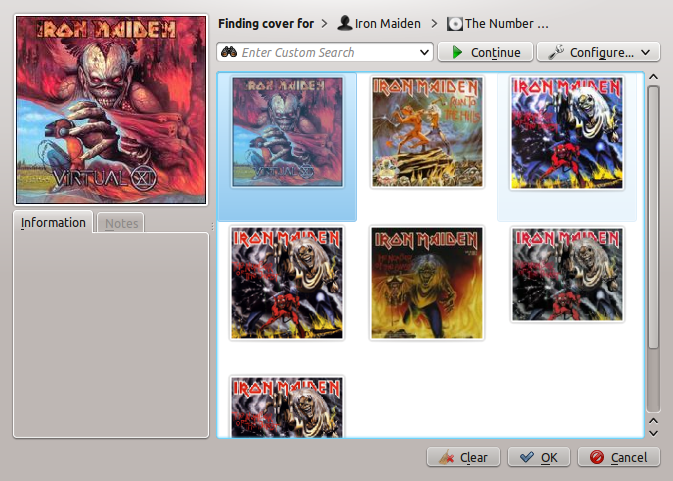 Finding cover for > Iron Maiden > The Number ...
Enter Custom Search
Continue
Configure...
IRON MAIDEN
VIRTUAL XI
Information
Notes
IRON MAIDEN
VIRTUAL XI
IRON MAIDEN
RUN TO
THE HILLS
IRON MAIDEN
IRON MAIDEN
IRON MAIDEN
THE NUMBER
OF THE BEAST
IRON MAIDEN
IRON MAIDEN
Clear
OK
Cancel